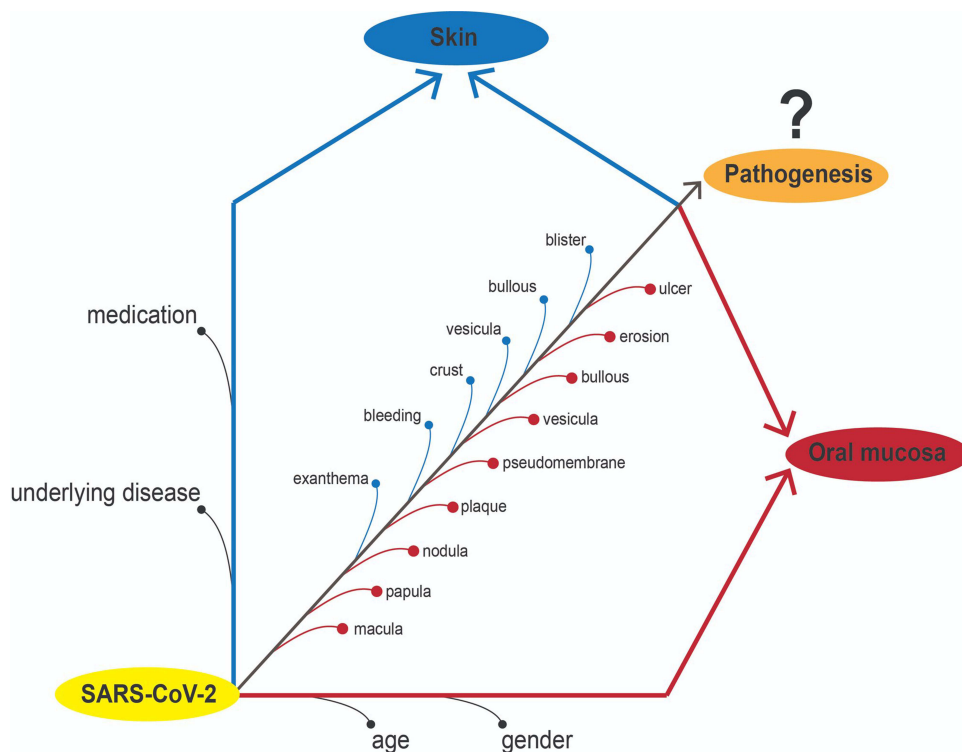 Skin
?
Pathogenesis
blister
bullous
ulcer
medication
vesicula
erosion
crust
bullous
bleeding
vesicula
Oral mucosa
exanthema
pseudomembrane
underlying disease
plaque
nodula
papula
macula
SARS-CoV-2
age
gender